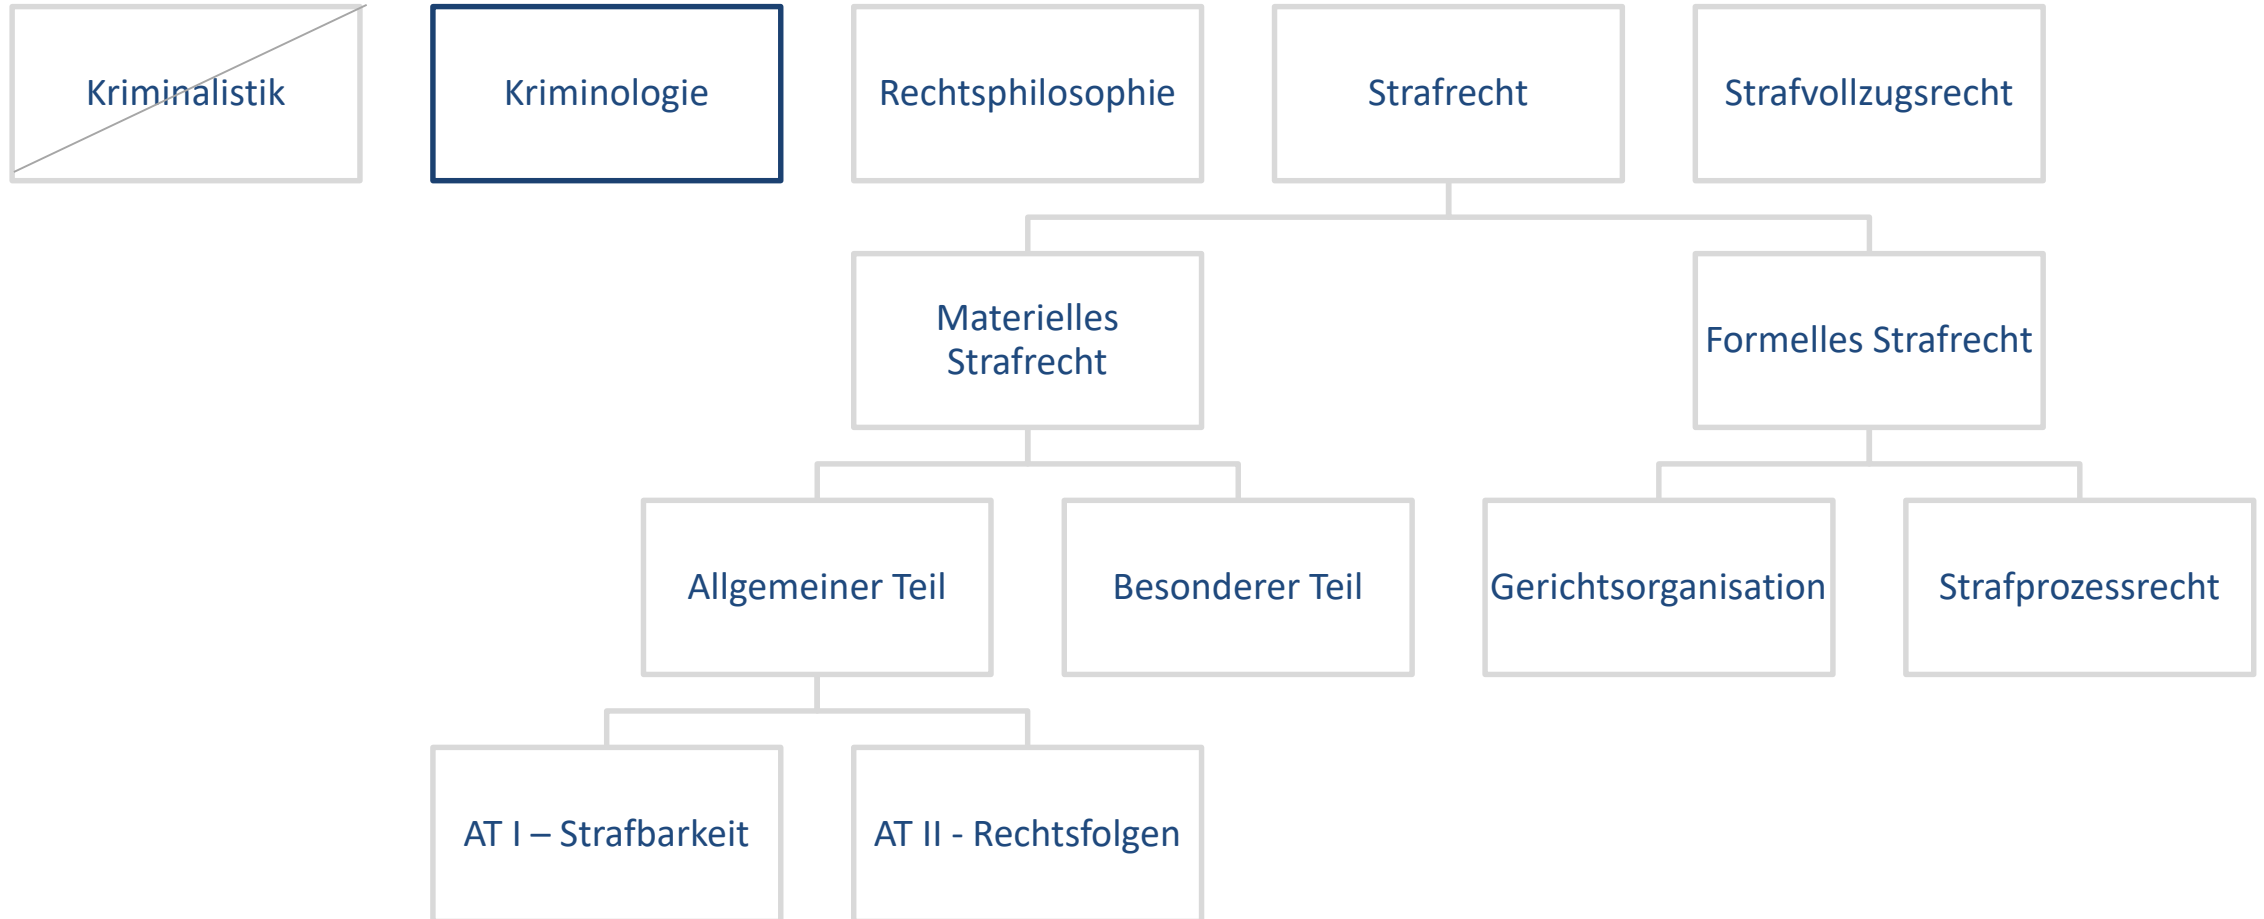 Kriminalistik
Kriminologie
Rechtsphilosophie
Strafrecht
Strafvollzugsrecht
Materielles
Strafrecht
Formelles Strafrecht
Allgemeiner Teil
Besonderer Teil
Gerichtsorganisation
Strafprozessrecht
AT I – Strafbarkeit
AT II - Rechtsfolgen